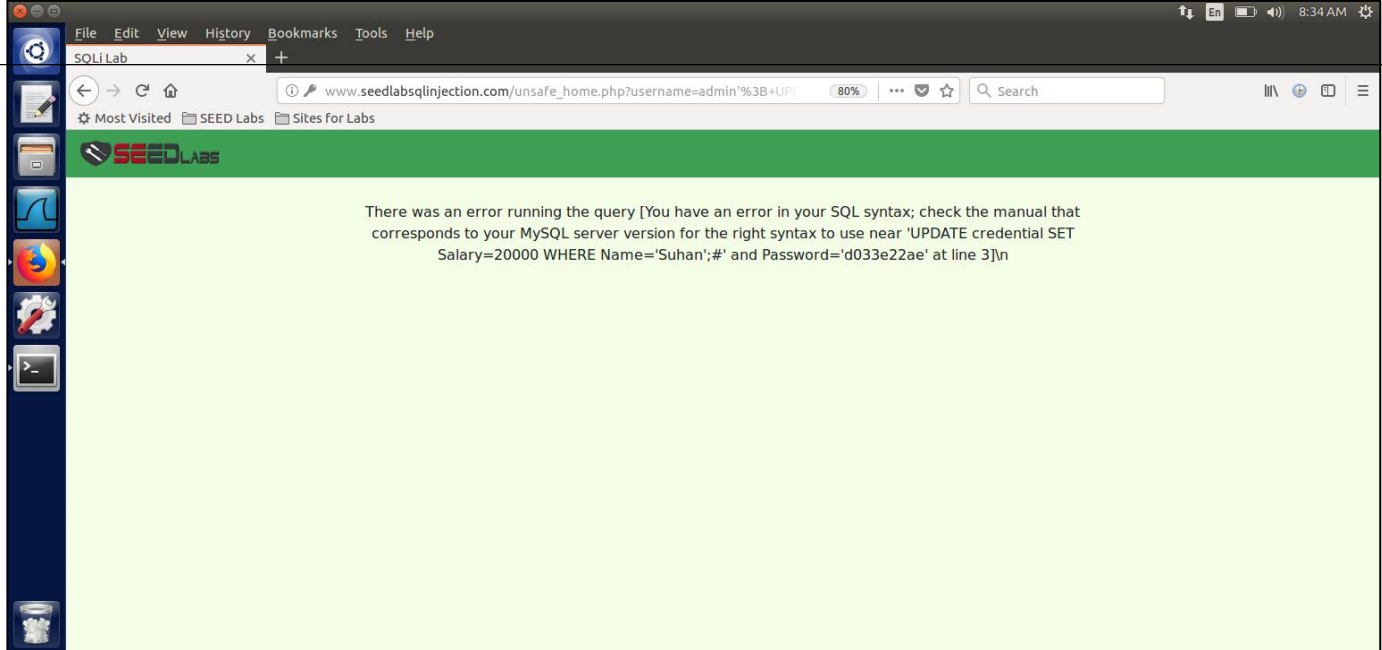 8:34 AM
En
File Edit View History Bookmarks Tools Help
SQLi Lab
www.seedlabsqlinjection.com/unsafe_home.php?username=admin'%3B+UP
80%
Search
Most Visited SEED Labs Sites for Labs
SEEDLABS
There was an error running the query [You have an error in your SQL syntax; check the manual that
corresponds to your MySQL server version for the right syntax to use near 'UPDATE credential SET
Salary=20000 WHERE Name='Suhan';#' and Password='d033e22ae' at line 3]\n